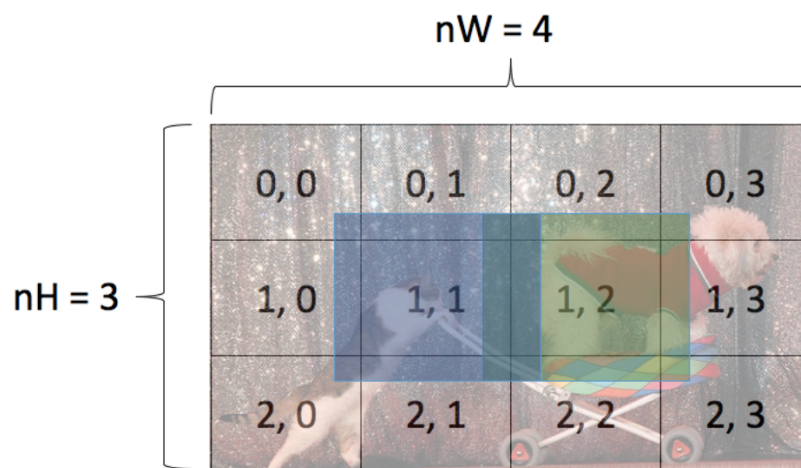 nW = 4
0, 0 0, 1 0, 2 0, 3
nH = 3
1, 0 1, 1 1, 2 1, 3
2, 0 2, 1 2, 2 2, 3